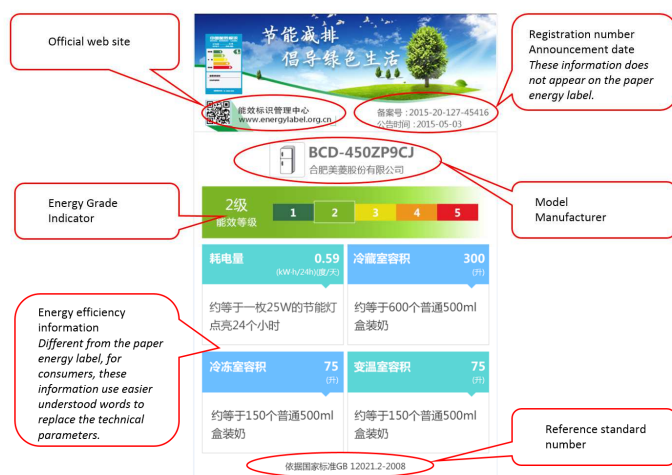 Official web site
节能减排
倡导绿色生活
能效标识管理中心
www.energylabel.org.cn
备案号：2015-20-127-45416
公告时间：2015-05-03
Registration number
Announcement date
These information does
not appear on the paper
energy label.
BCD-450ZP9CJ
合肥美菱股份有限公司
Model
Manufacturer
Energy Grade
Indicator
2级
能效等级
1 2 3 4 5
耗电量 0.59
(kW·h/24h)(度/天)
约等于一枚25W的节能灯
点亮24个小时
冷藏室容积 300
(升)
约等于600个普通500ml
盒装奶
Energy efficiency
information
Different from the paper
energy label, for
consumers, these
information use easier
understood words to
replace the technical
parameters.
冷冻室容积 75
(升)
约等于150个普通500ml
盒装奶
变温室容积 75
(升)
约等于150个普通500ml
盒装奶
Reference standard
number
依据国家标准GB 12021.2-2008